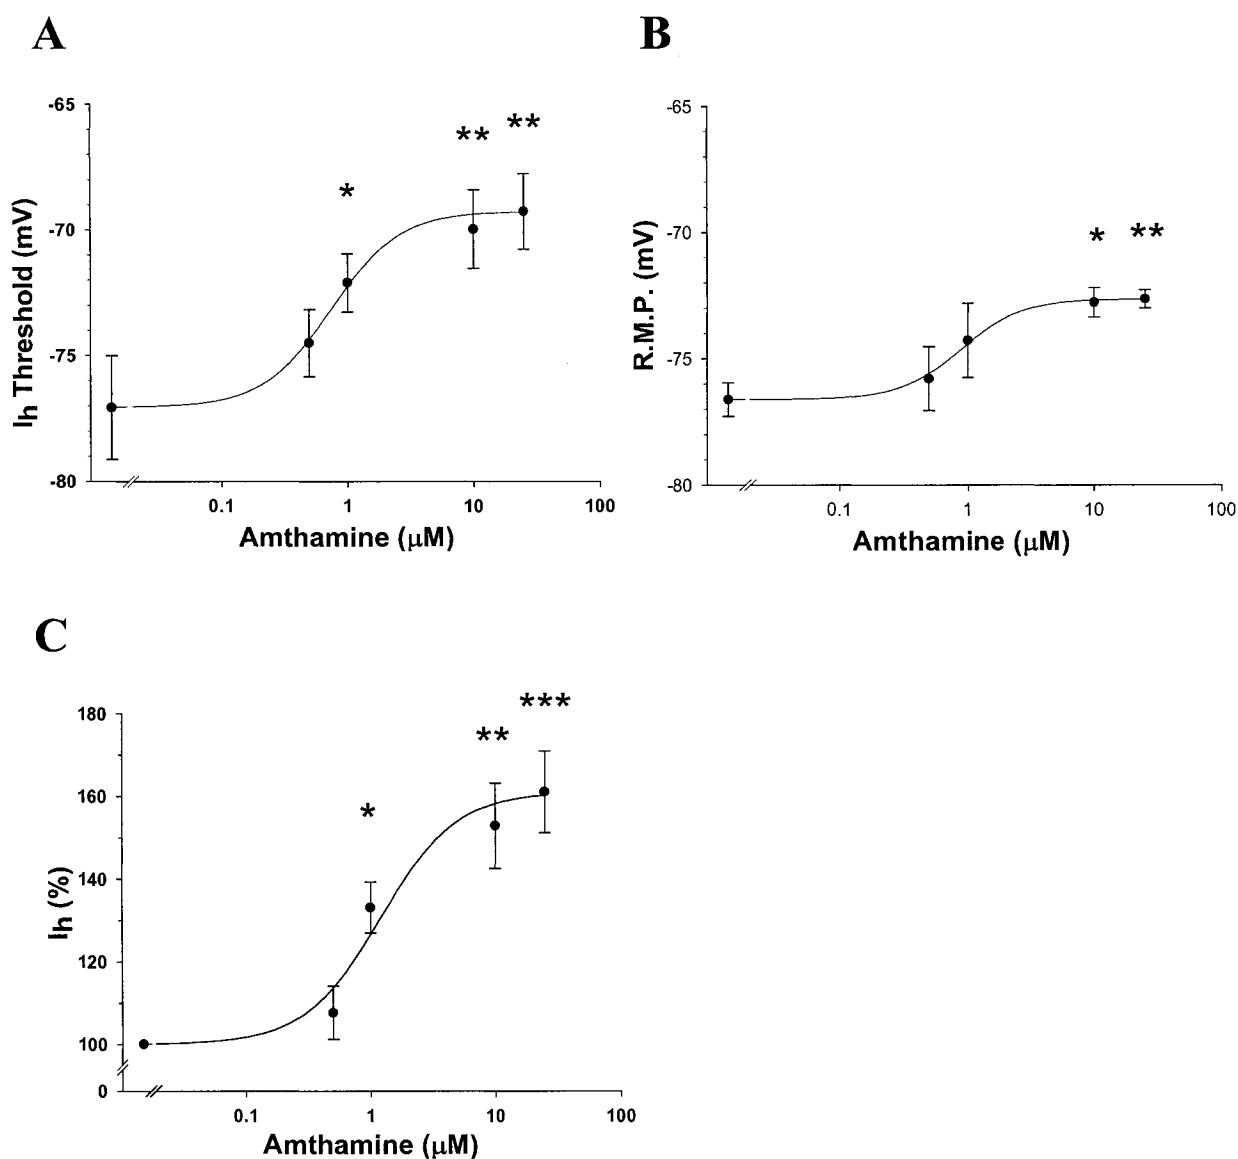 A
-65
-70
-75
-80
Ih Threshold (mV)
*
**
**
0.1 1 10 100
Amthamine (μM)
B
-65
-70
-75
-80
R.M.P. (mV)
*
**
0.1 1 10 100
Amthamine (μM)
C
180
160
140
120
100
0
Ih (%)
*
**
***
0.1 1 10 100
Amthamine (μM)